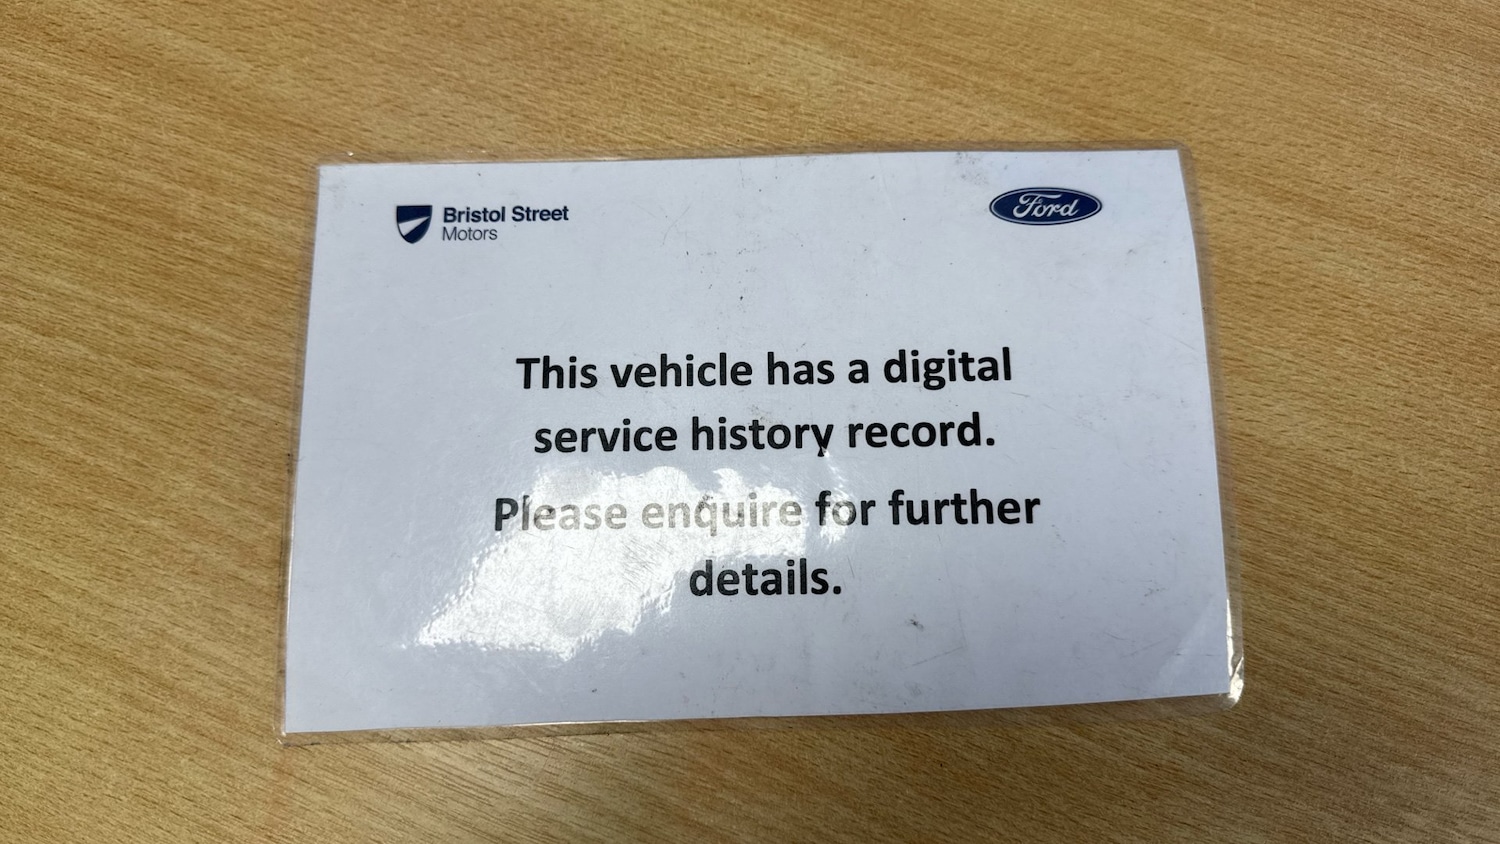 Bristol Street
Motors
Ford
This vehicle has a digital
service history record.
Please enquire for further
details.